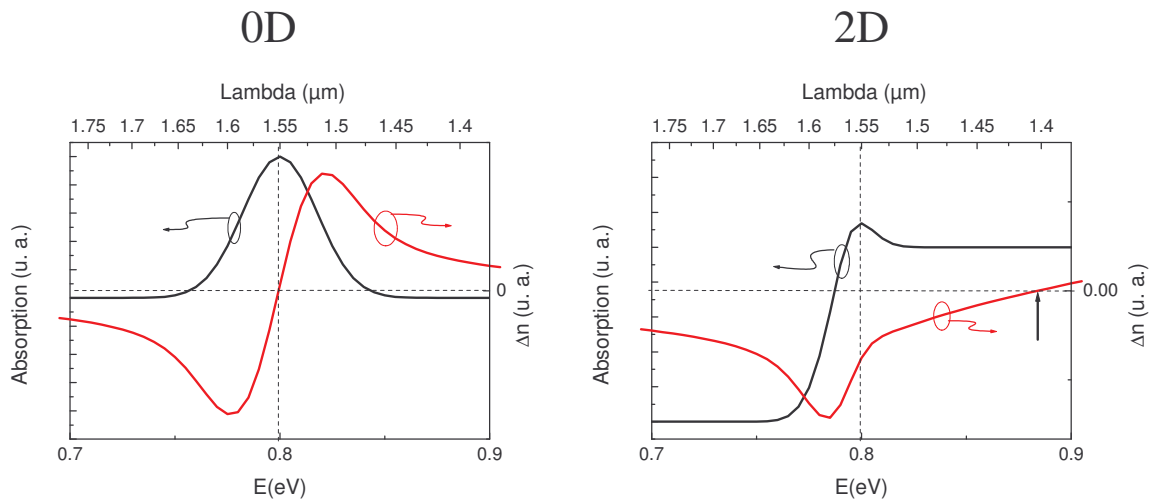 0D
2D
Lambda (µm)
Lambda (µm)
1.75 1.7 1.65 1.6 1.55 1.5 1.45 1.4
1.75 1.7 1.65 1.6 1.55 1.5 1.45 1.4
Absorption (u. a.)
0
Δn (u. a.)
Absorption (u. a.)
0.00
Δn (u. a.)
0.7 0.8 0.9
0.7 0.8 0.9
E(eV)
E(eV)